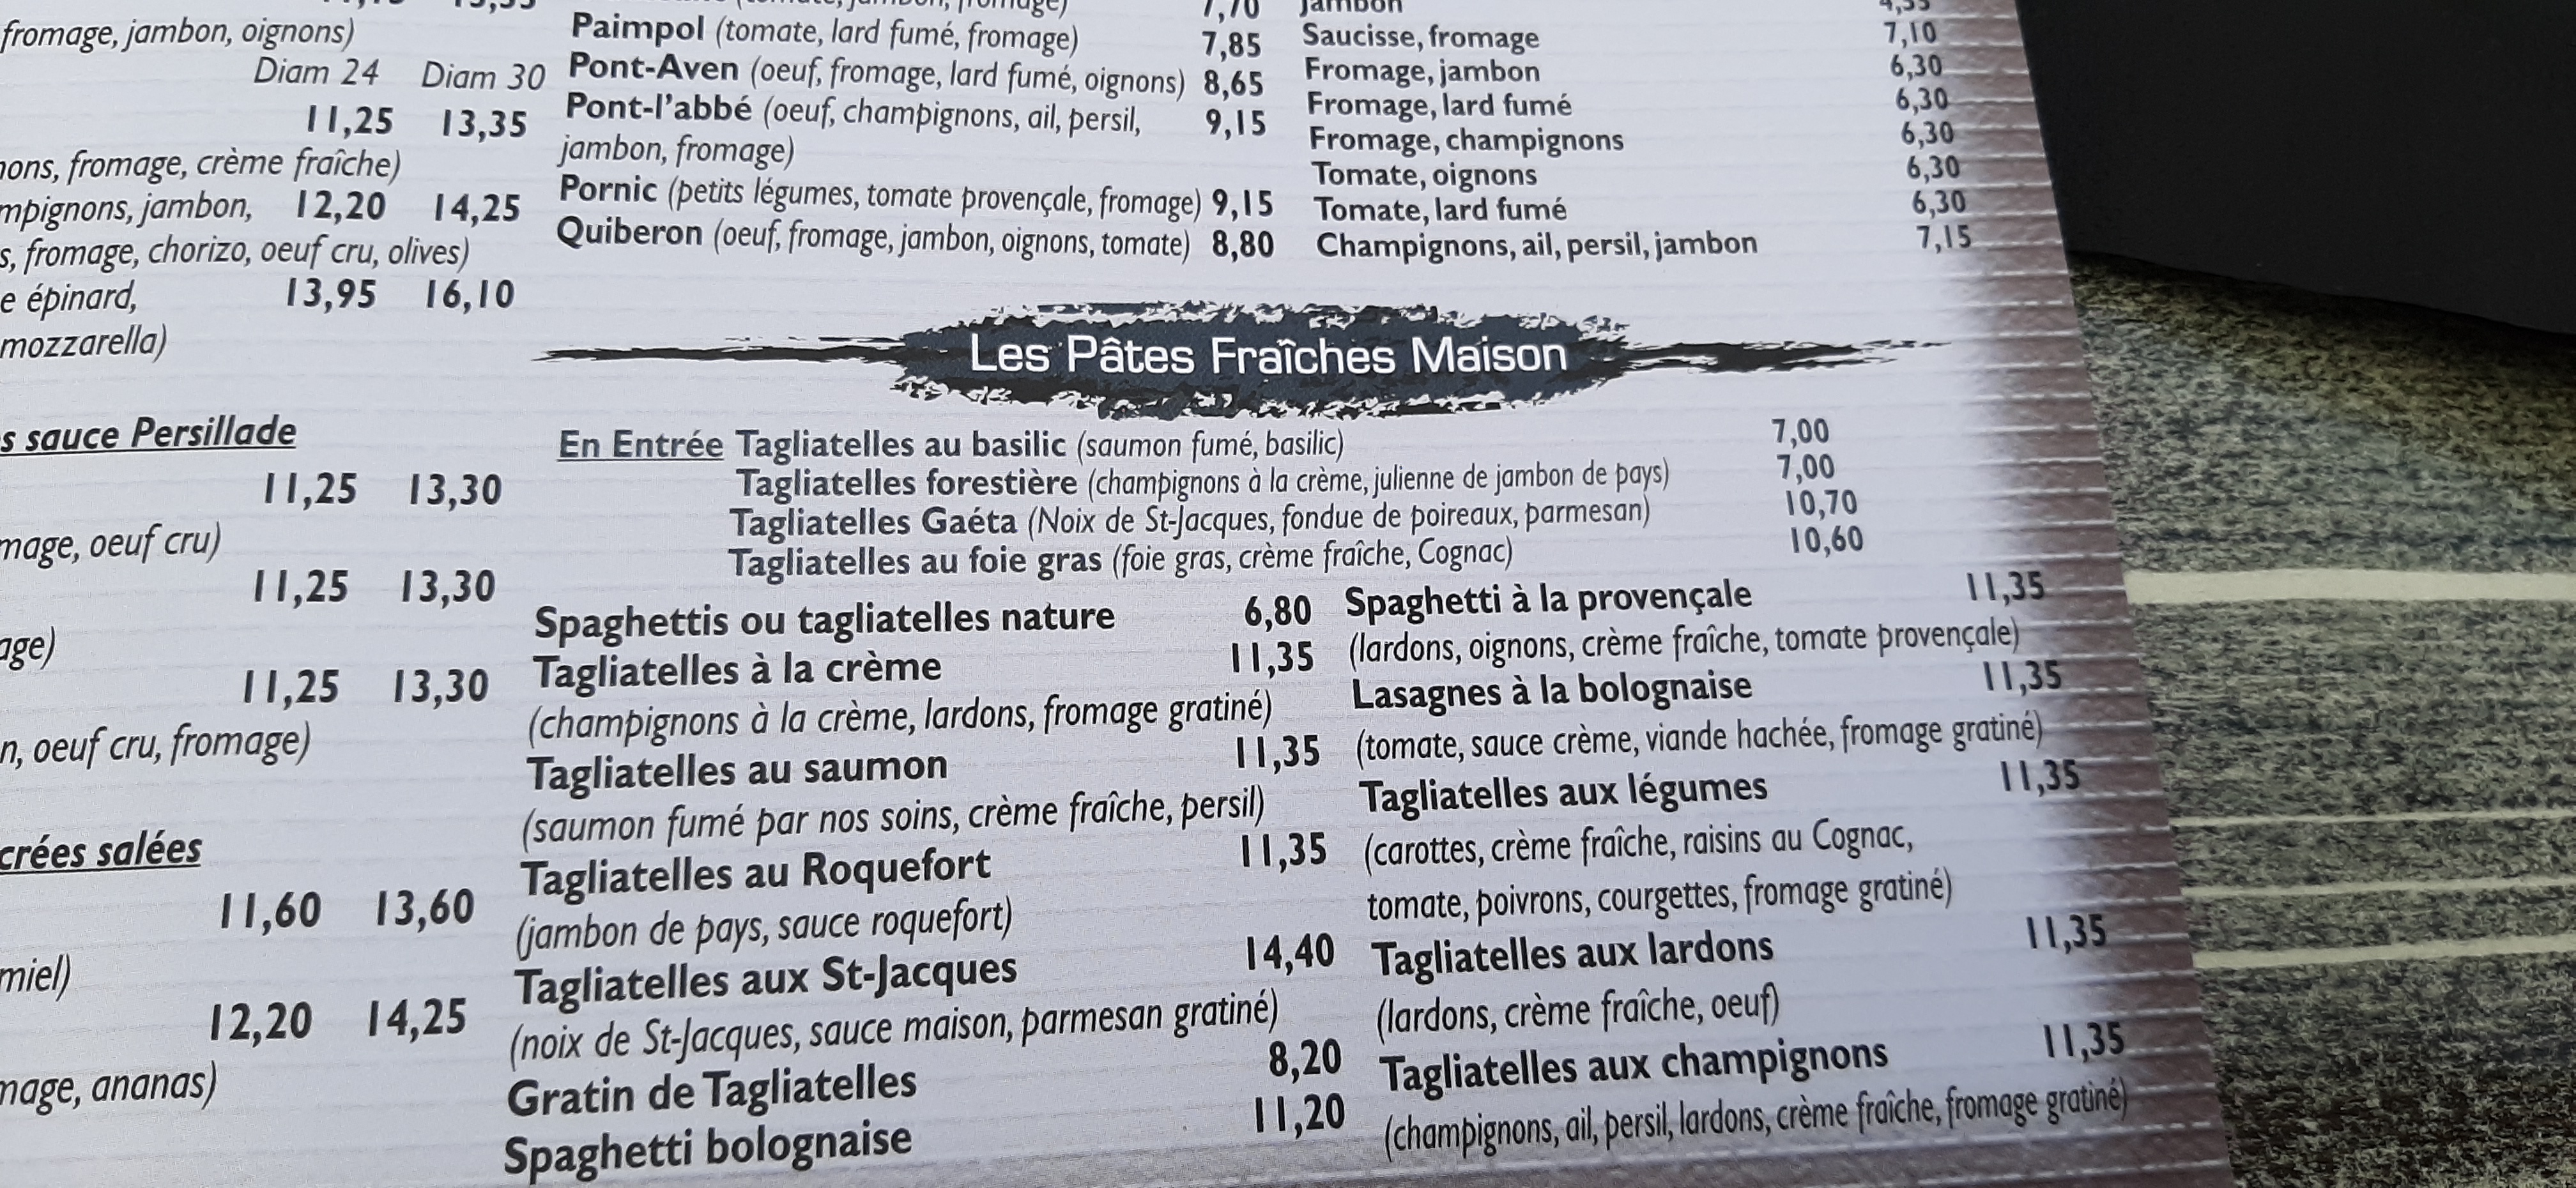 fromage, jambon, oignons)
Diam 24 Diam 30
11,25 13,35
fromage, crème fraîche)
jambon, 12,20 14,25
fromage, chorizo, oeuf cru, olives)
épinard, 13,95 16,10
mozzarella)
sauce Persillade
11,25 13,30
oeuf cru)
11,25 13,30
11,25 13,30
oeuf cru, fromage)
salées
11,60 13,60
miel)
12,20 14,25
ananas)
7,70
Paimpol (tomate, lard fumé, fromage) 7,85
Pont-Aven (oeuf, fromage, lard fumé, oignons) 8,65
Pont-l'abbé (oeuf, champignons, ail, persil, 9,15
jambon, fromage)
Pornic (petits légumes, tomate provençale, fromage) 9,15
Quiberon (oeuf, fromage, jambon, oignons, tomate) 8,80
Jambon
Saucisse, fromage 7,10
Fromage, jambon 6,30
Fromage, lard fumé 6,30
Fromage, champignons 6,30
Tomate, oignons 6,30
Tomate, lard fumé 6,30
Champignons, ail, persil, jambon 7,15
Les Pâtes Fraîches Maison
En Entrée Tagliatelles au basilic (saumon fumé, basilic) 7,00
Tagliatelles forestière (champignons à la crème, julienne de jambon de pays) 7,00
Tagliatelles Gaéta (Noix de St-Jacques, fondue de poireaux, parmesan) 10,70
Tagliatelles au foie gras (foie gras, crème fraîche, Cognac) 10,60
Spaghettis ou tagliatelles nature 6,80
Tagliatelles à la crème 11,35
(champignons à la crème, lardons, fromage gratiné)
Tagliatelles au saumon 11,35
(saumon fumé par nos soins, crème fraîche, persil)
Tagliatelles au Roquefort 11,35
(jambon de pays, sauce roquefort)
Tagliatelles aux St-Jacques 14,40
(noix de St-Jacques, sauce maison, parmesan gratiné)
Gratin de Tagliatelles 8,20
Spaghetti bolognaise 11,20
Spaghetti à la provençale 11,35
(lardons, oignons, crème fraîche, tomate provençale)
Lasagnes à la bolognaise 11,35
(tomate, sauce crème, viande hachée, fromage gratiné)
Tagliatelles aux légumes 11,35
(carottes, crème fraîche, raisins au Cognac,
tomate, poivrons, courgettes, fromage gratiné)
Tagliatelles aux lardons 11,35
(lardons, crème fraîche, oeuf)
Tagliatelles aux champignons 11,35
(champignons, ail, persil, lardons, crème fraîche, fromage gratiné)